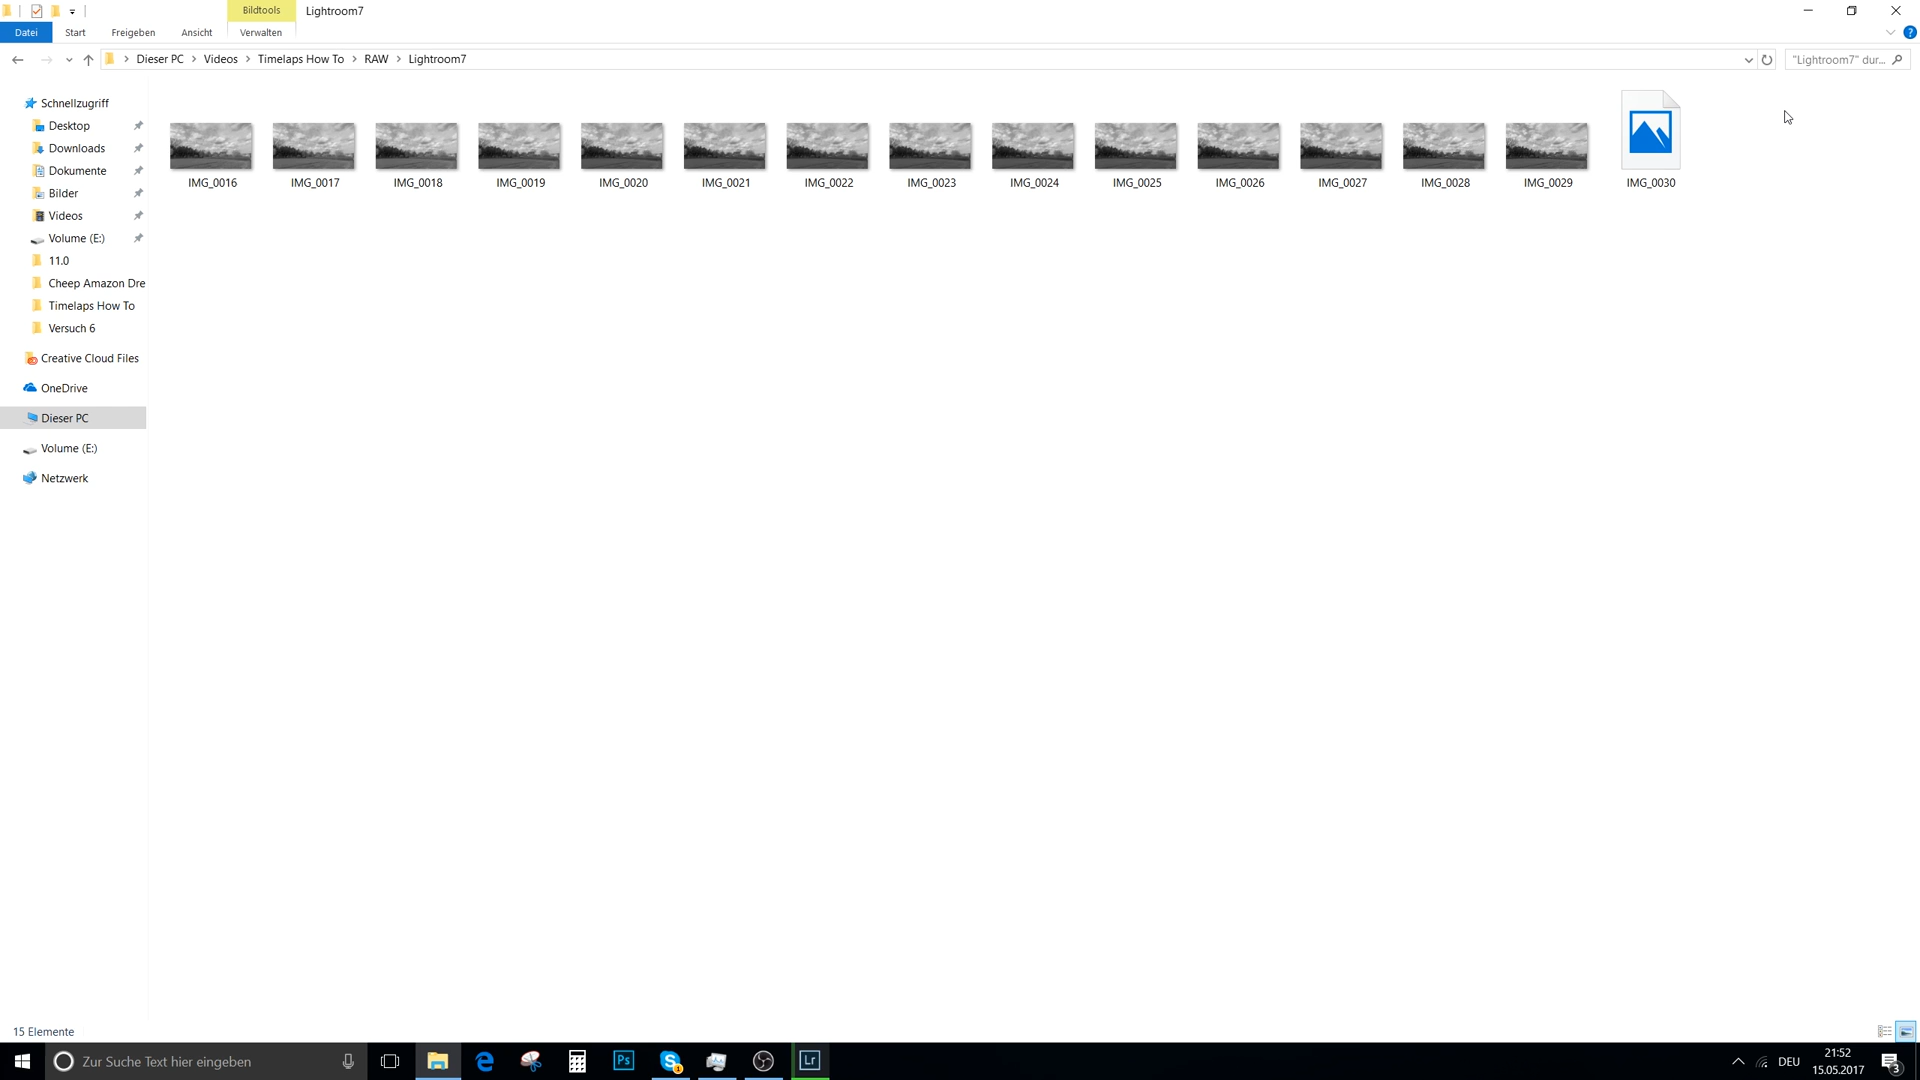 Bildtools
Lightroom7
Datei
Start
Freigeben
Ansicht
Verwalten
Dieser PC
Videos
Timelaps How To
RAW
Lightroom7
"Lightroom7" dur...
Schnellzugriff
Desktop
Downloads
Dokumente
Bilder
Videos
Volume (E:)
11.0
Cheep Amazon Dre
Timelaps How To
Versuch 6
Creative Cloud Files
OneDrive
Dieser PC
Volume (E:)
Netzwerk
IMG_0016
IMG_0017
IMG_0018
IMG_0019
IMG_0020
IMG_0021
IMG_0022
IMG_0023
IMG_0024
IMG_0025
IMG_0026
IMG_0027
IMG_0028
IMG_0029
IMG_0030
15 Elemente
Zur Suche Text hier eingeben
Ps
1
Lr
DEU
21:52
15.05.2017
3